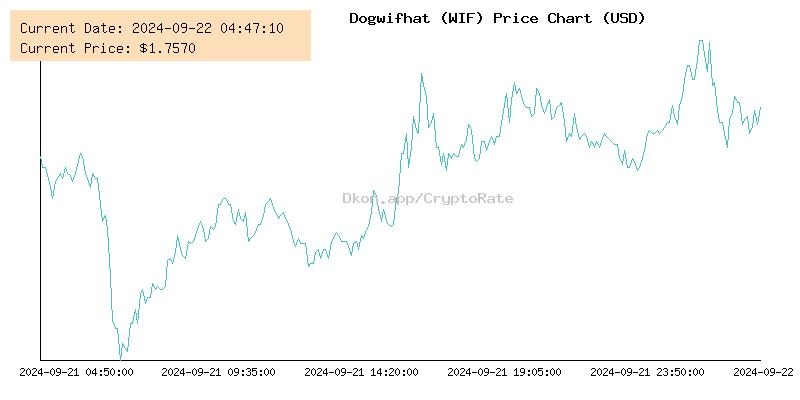 Dogwifhat (WIF) Price Chart (USD)
Current Date: 2024-09-22 04:47:10
Current Price: $1.7570
Dkon.app/CryptoRate
2024-09-21 04:50:00 2024-09-21 09:35:00 2024-09-21 14:20:00 2024-09-21 19:05:00 2024-09-21 23:50:00 2024-09-22